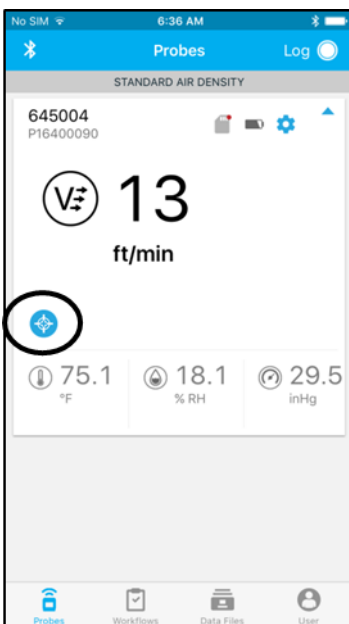 No SIM 6:36 AM
Probes Log
STANDARD AIR DENSITY
645004
P16400090
V 13
ft/min
75.1 18.1 29.5
°F % RH inHg
Probes Workflows Data Files User